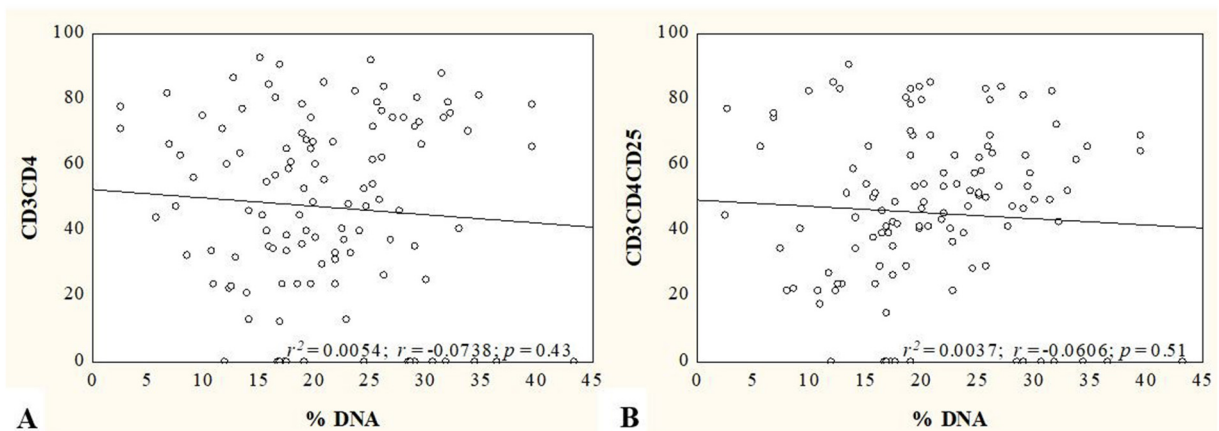 100
80
60
40
20
0
CD3CD4
r² = 0.0054; r = -0.0738; p = 0.43
0 5 10 15 20 25 30 35 40 45
% DNA
A
100
80
60
40
20
0
CD3CD4CD25
r² = 0.0037; r = -0.0606; p = 0.51
0 5 10 15 20 25 30 35 40 45
% DNA
B